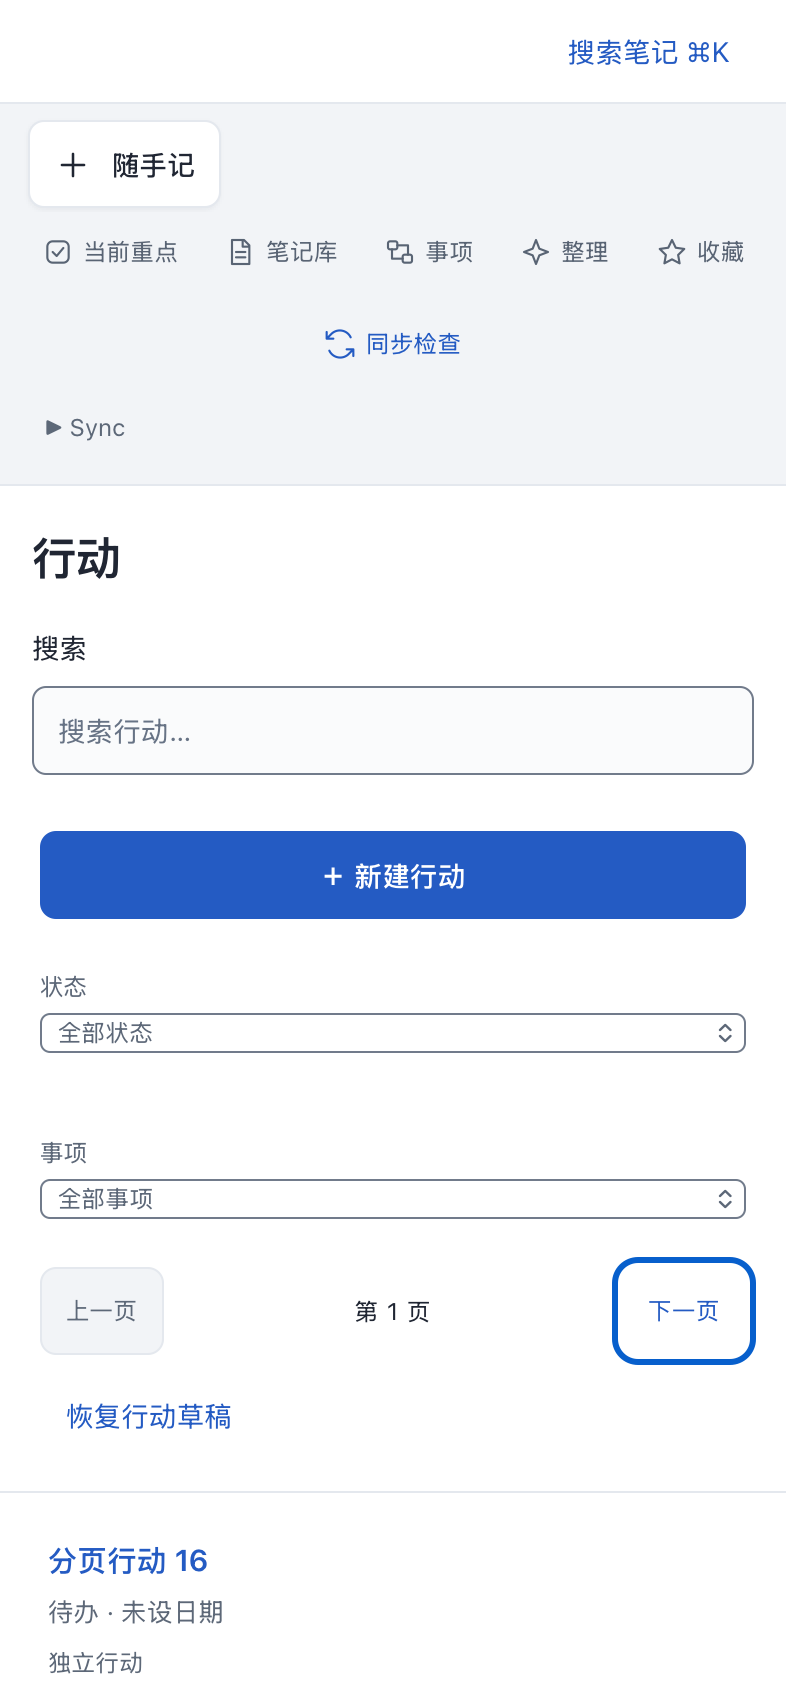 搜索笔记 ⌘K
随手记
当前重点 笔记库 事项 整理 收藏
同步检查
Sync
行动
搜索
搜索行动...
+ 新建行动
状态
全部状态
事项
全部事项
上一页 第 1 页 下一页
恢复行动草稿
分页行动 16
待办 · 未设日期
独立行动